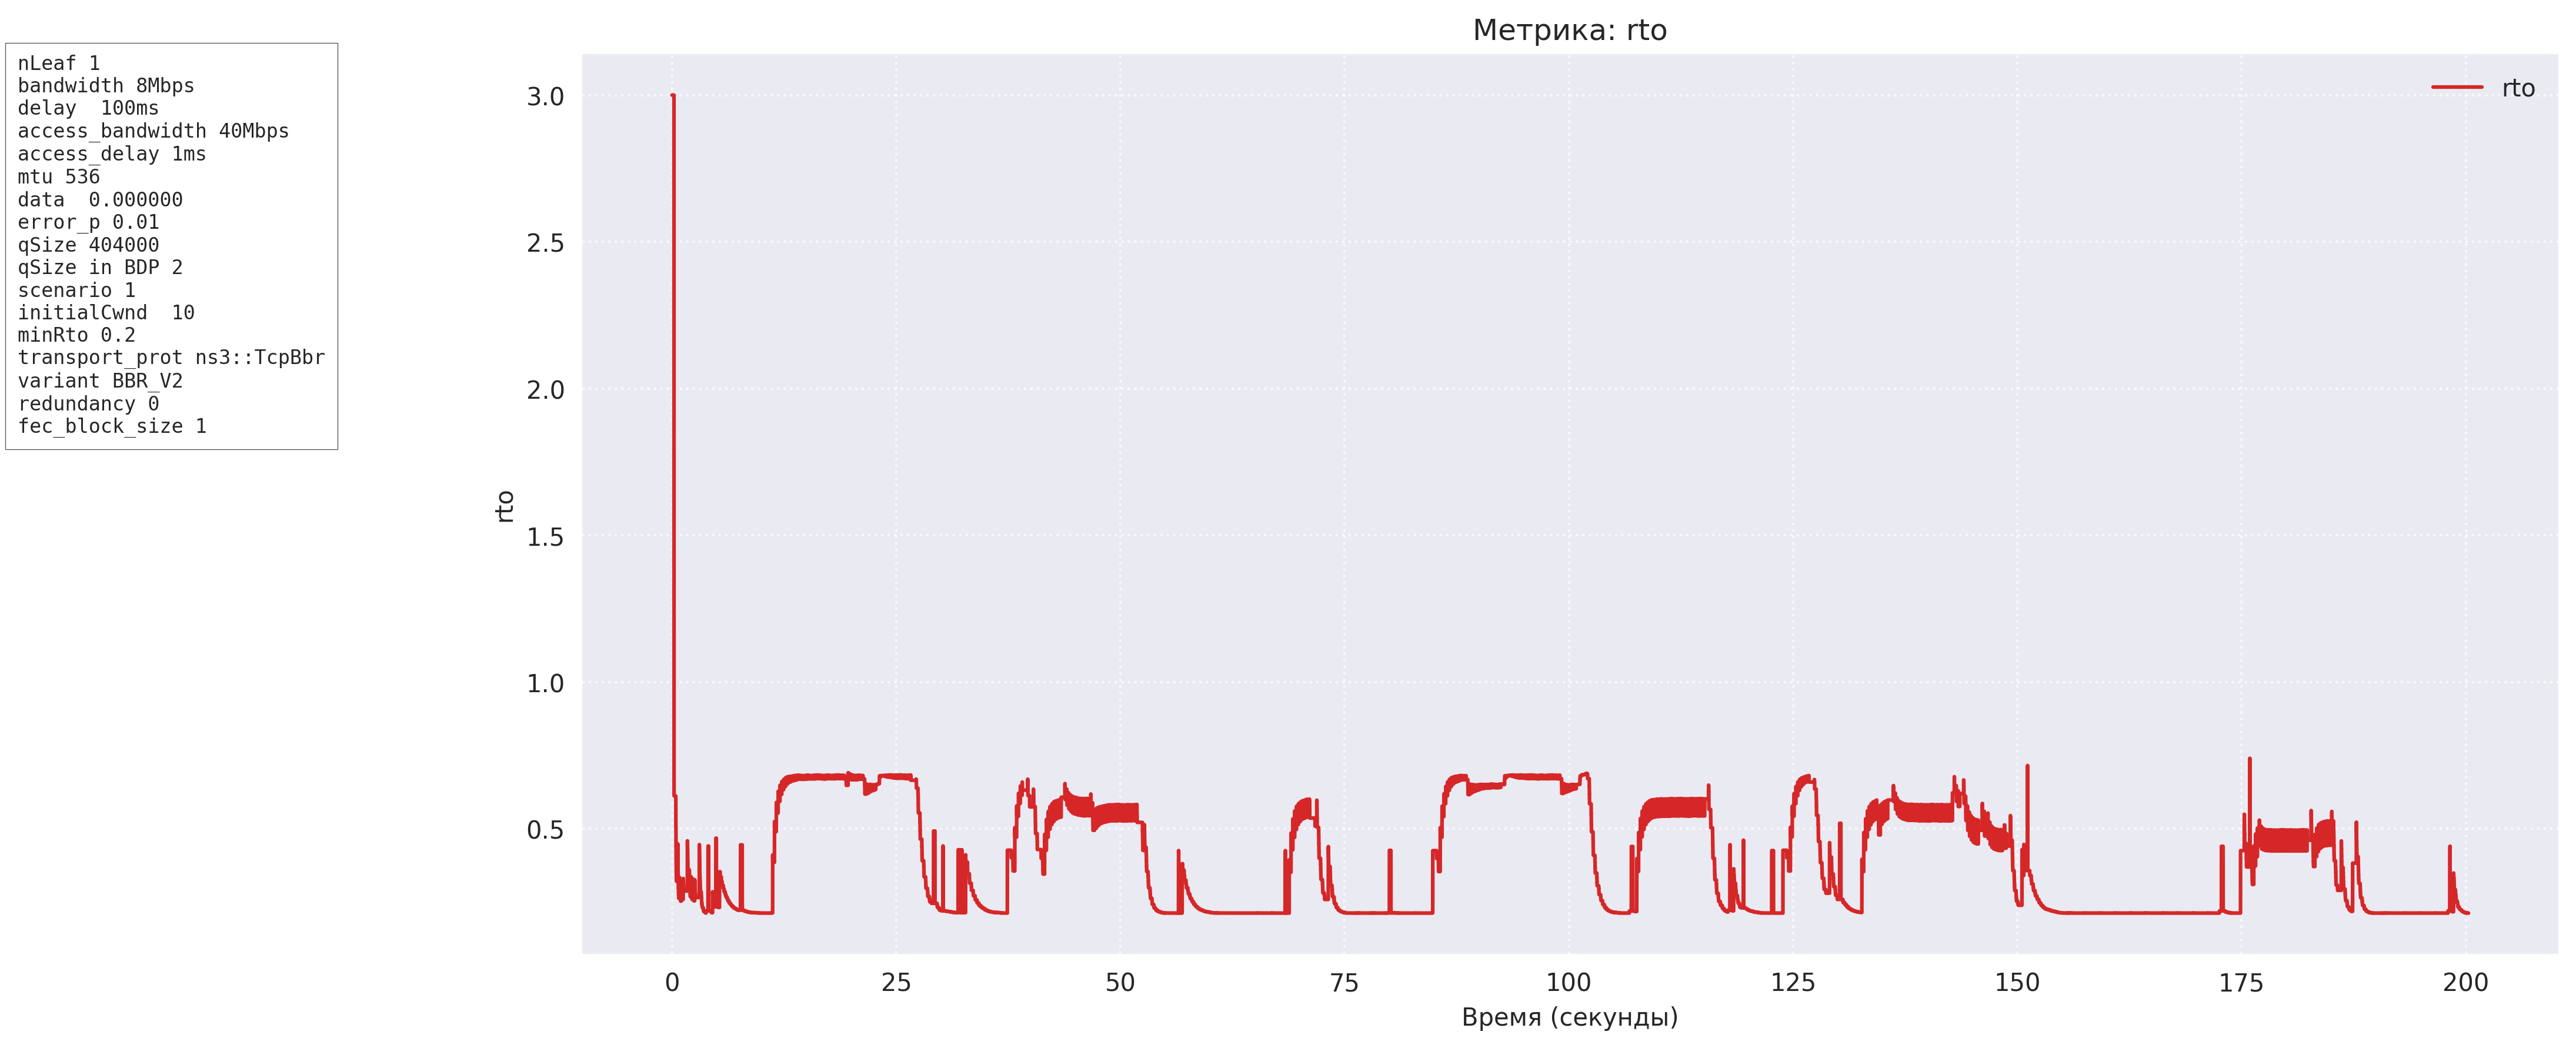 Метрика: rto
nLeaf 1
bandwidth 8Mbps
delay  100ms
access_bandwidth 40Mbps
access_delay 1ms
mtu 536
data  0.000000
error_p 0.01
qSize 404000
qSize in BDP 2
scenario 1
initialCwnd  10
minRto 0.2
transport_prot ns3::TcpBbr
variant BBR_V2
redundancy 0
fec_block_size 1
rto
3.0
2.5
2.0
1.5
1.0
0.5
rto
0 25 50 75 100 125 150 175 200
Время (секунды)